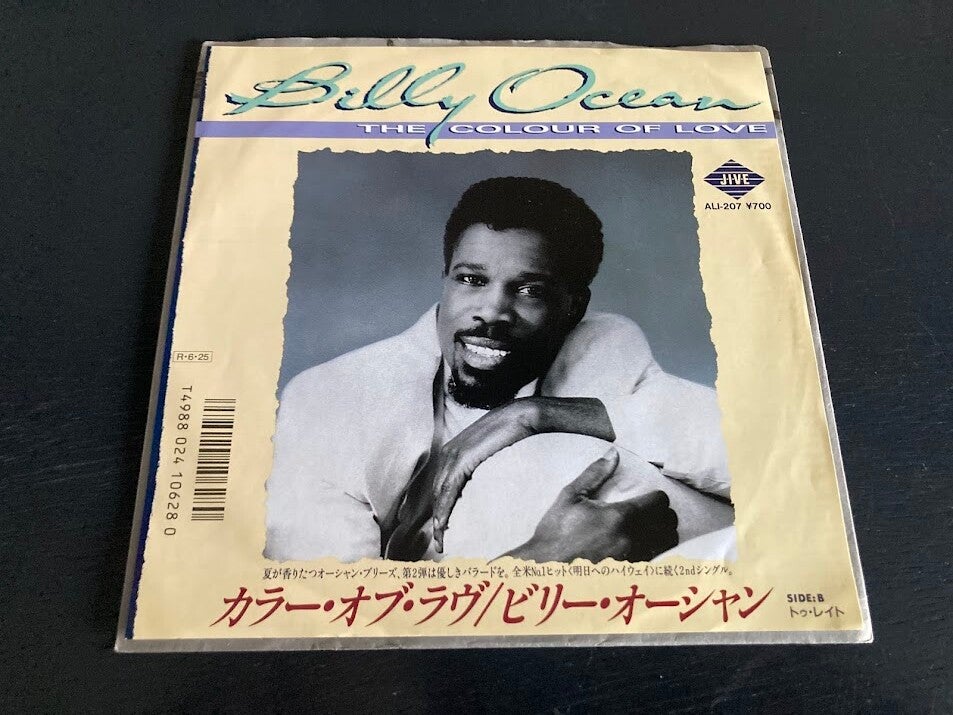 Billy Ocean
THE COLOUR OF LOVE
JIVE
ALI-207 ¥700
R・6・25
T4988 024 10628 0
夏が香りたつオーシャン・ブリーズ、第2弾は優しきバラードを。全米No.1ヒット〈明日へのハイウェイ〉に続く2ndシングル。
カラー・オブ・ラヴ/ビリー・オーシャン
SIDE:B
トゥ・レイト